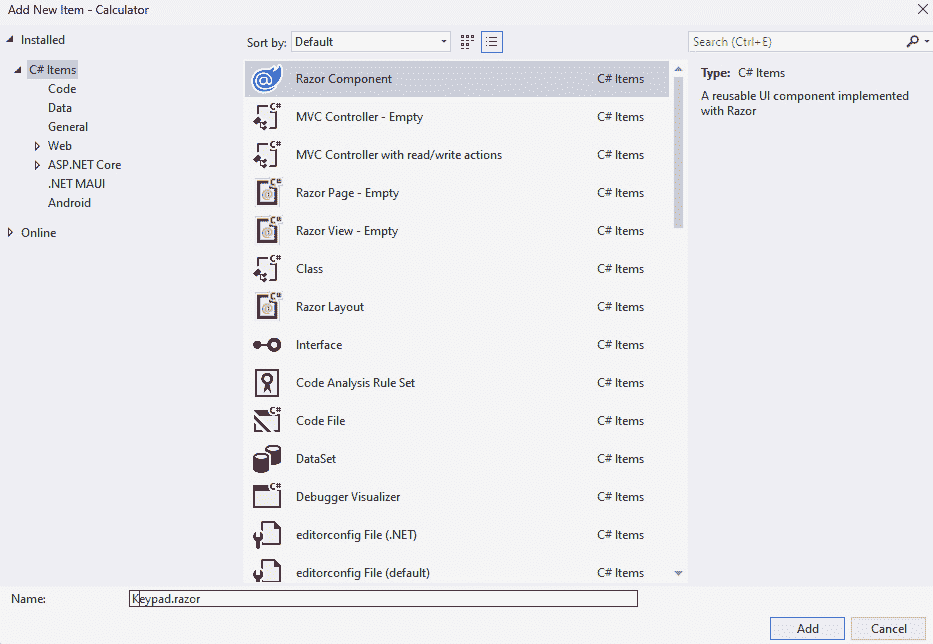 Add New Item - Calculator
Installed
Sort by: Default
Search (Ctrl+E)
C# Items
Code
Data
General
Web
ASP.NET Core
.NET MAUI
Android
Online
Razor Component C# Items
MVC Controller - Empty C# Items
MVC Controller with read/write actions C# Items
Razor Page - Empty C# Items
Razor View - Empty C# Items
Class C# Items
Razor Layout C# Items
Interface C# Items
Code Analysis Rule Set C# Items
Code File C# Items
DataSet C# Items
Debugger Visualizer C# Items
editorconfig File (.NET) C# Items
editorconfig File (default) C# Items
Type: C# Items
A reusable UI component implemented
with Razor
Name: Keypad.razor
Add Cancel